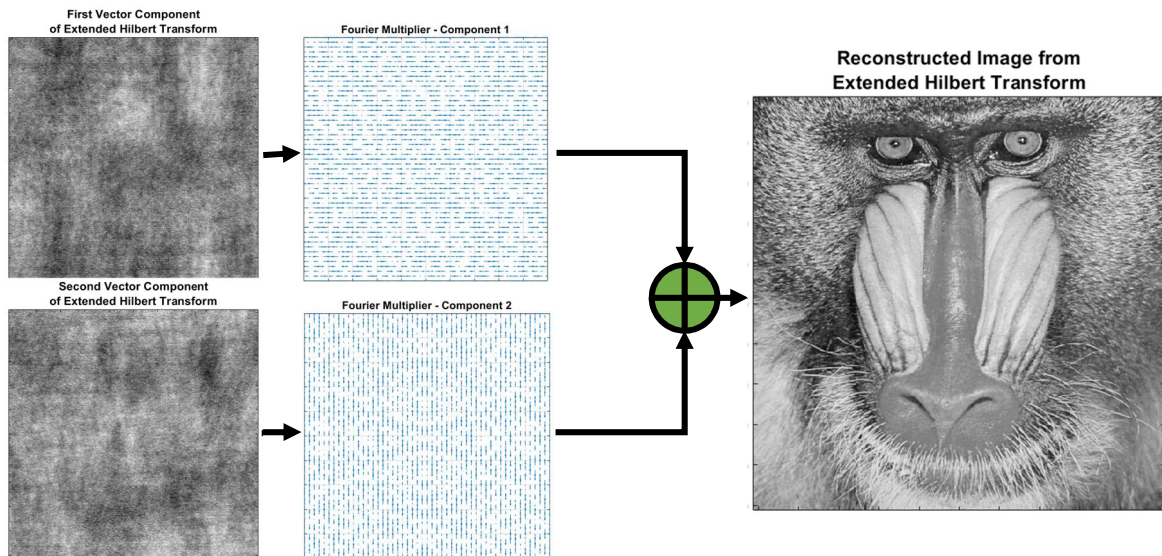 First Vector Component
of Extended Hilbert Transform
Fourier Multiplier - Component 1
Second Vector Component
of Extended Hilbert Transform
Fourier Multiplier - Component 2
Reconstructed Image from
Extended Hilbert Transform